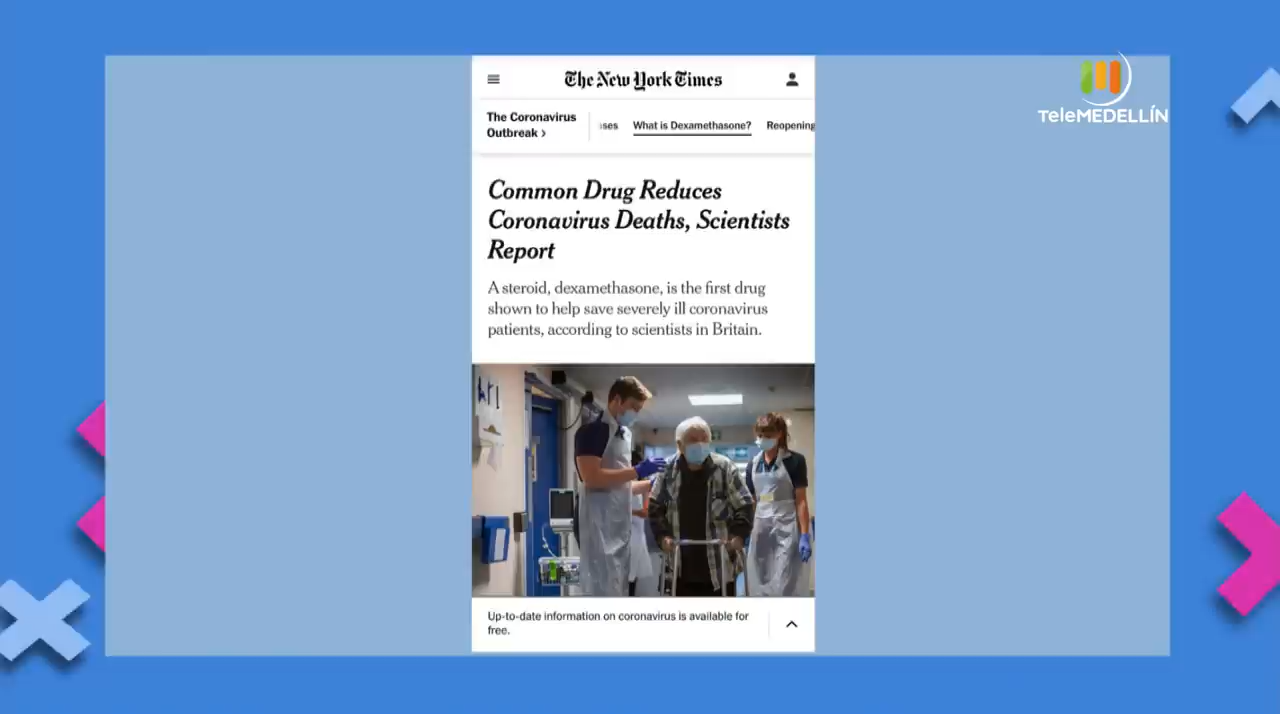 TeleMEDELLÍN
The New York Times
The Coronavirus
Outbreak >
ses
What is Dexamethasone?
Reopening
Common Drug Reduces
Coronavirus Deaths, Scientists
Report
A steroid, dexamethasone, is the first drug
shown to help save severely ill coronavirus
patients, according to scientists in Britain.
Up-to-date information on coronavirus is available for
free.